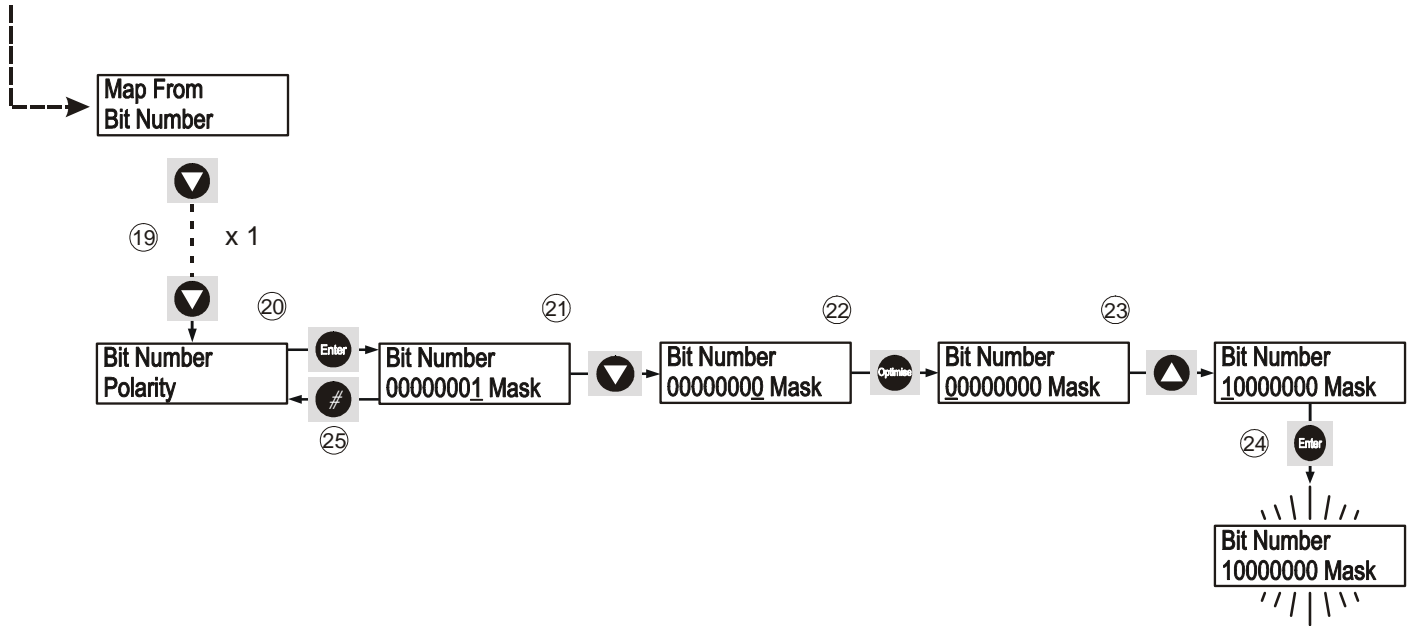 Map From
Bit Number
19
x 1
20
21
22
23
Bit Number
Polarity
Enter
#
25
Bit Number
00000001 Mask
Bit Number
00000000 Mask
Optimise
Bit Number
00000000 Mask
Bit Number
10000000 Mask
24
Enter
Bit Number
10000000 Mask